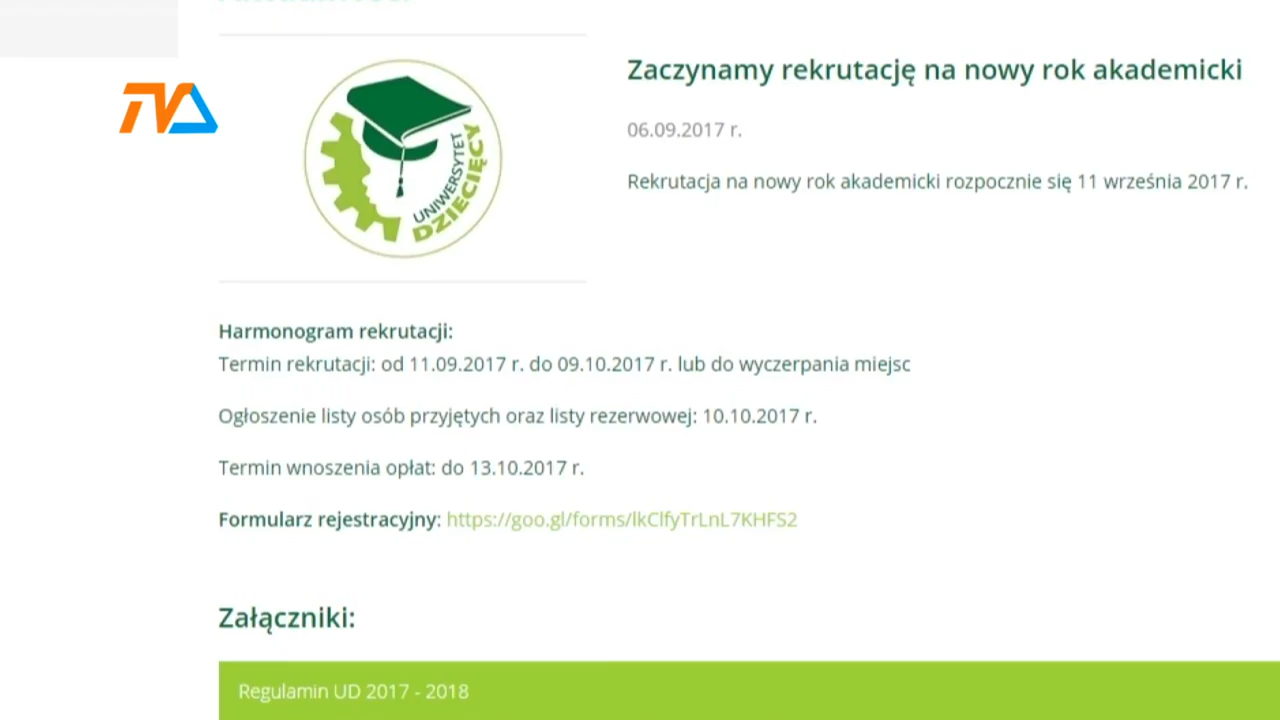 TVA
Zaczynamy rekrutację na nowy rok akademicki
06.09.2017 r.
Rekrutacja na nowy rok akademicki rozpocznie się 11 września 2017 r.
UNIWERSYTET
DZIECIĘCY
Harmonogram rekrutacji:
Termin rekrutacji: od 11.09.2017 r. do 09.10.2017 r. lub do wyczerpania miejsc
Ogłoszenie listy osób przyjętych oraz listy rezerwowej: 10.10.2017 r.
Termin wnoszenia opłat: do 13.10.2017 r.
Formularz rejestracyjny: https://goo.gl/forms/lkClfyTrLnL7KHFS2
Załączniki:
Regulamin UD 2017 - 2018